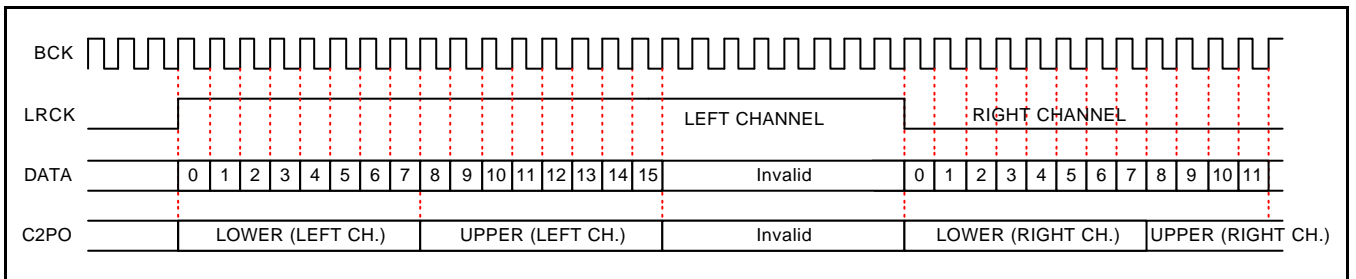 BCK
LRCK
LEFT CHANNEL
RIGHT CHANNEL
DATA
0 1 2 3 4 5 6 7 8 9 10 11 12 13 14 15 Invalid 0 1 2 3 4 5 6 7 8 9 10 11
C2PO
LOWER (LEFT CH.) UPPER (LEFT CH.) Invalid LOWER (RIGHT CH.) UPPER (RIGHT CH.)